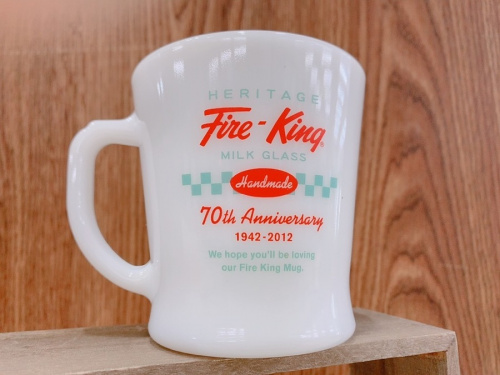 HERITAGE
Fire-King
MILK GLASS
Handmade
70th Anniversary
1942-2012
We hope you'll be loving
our Fire King Mug.